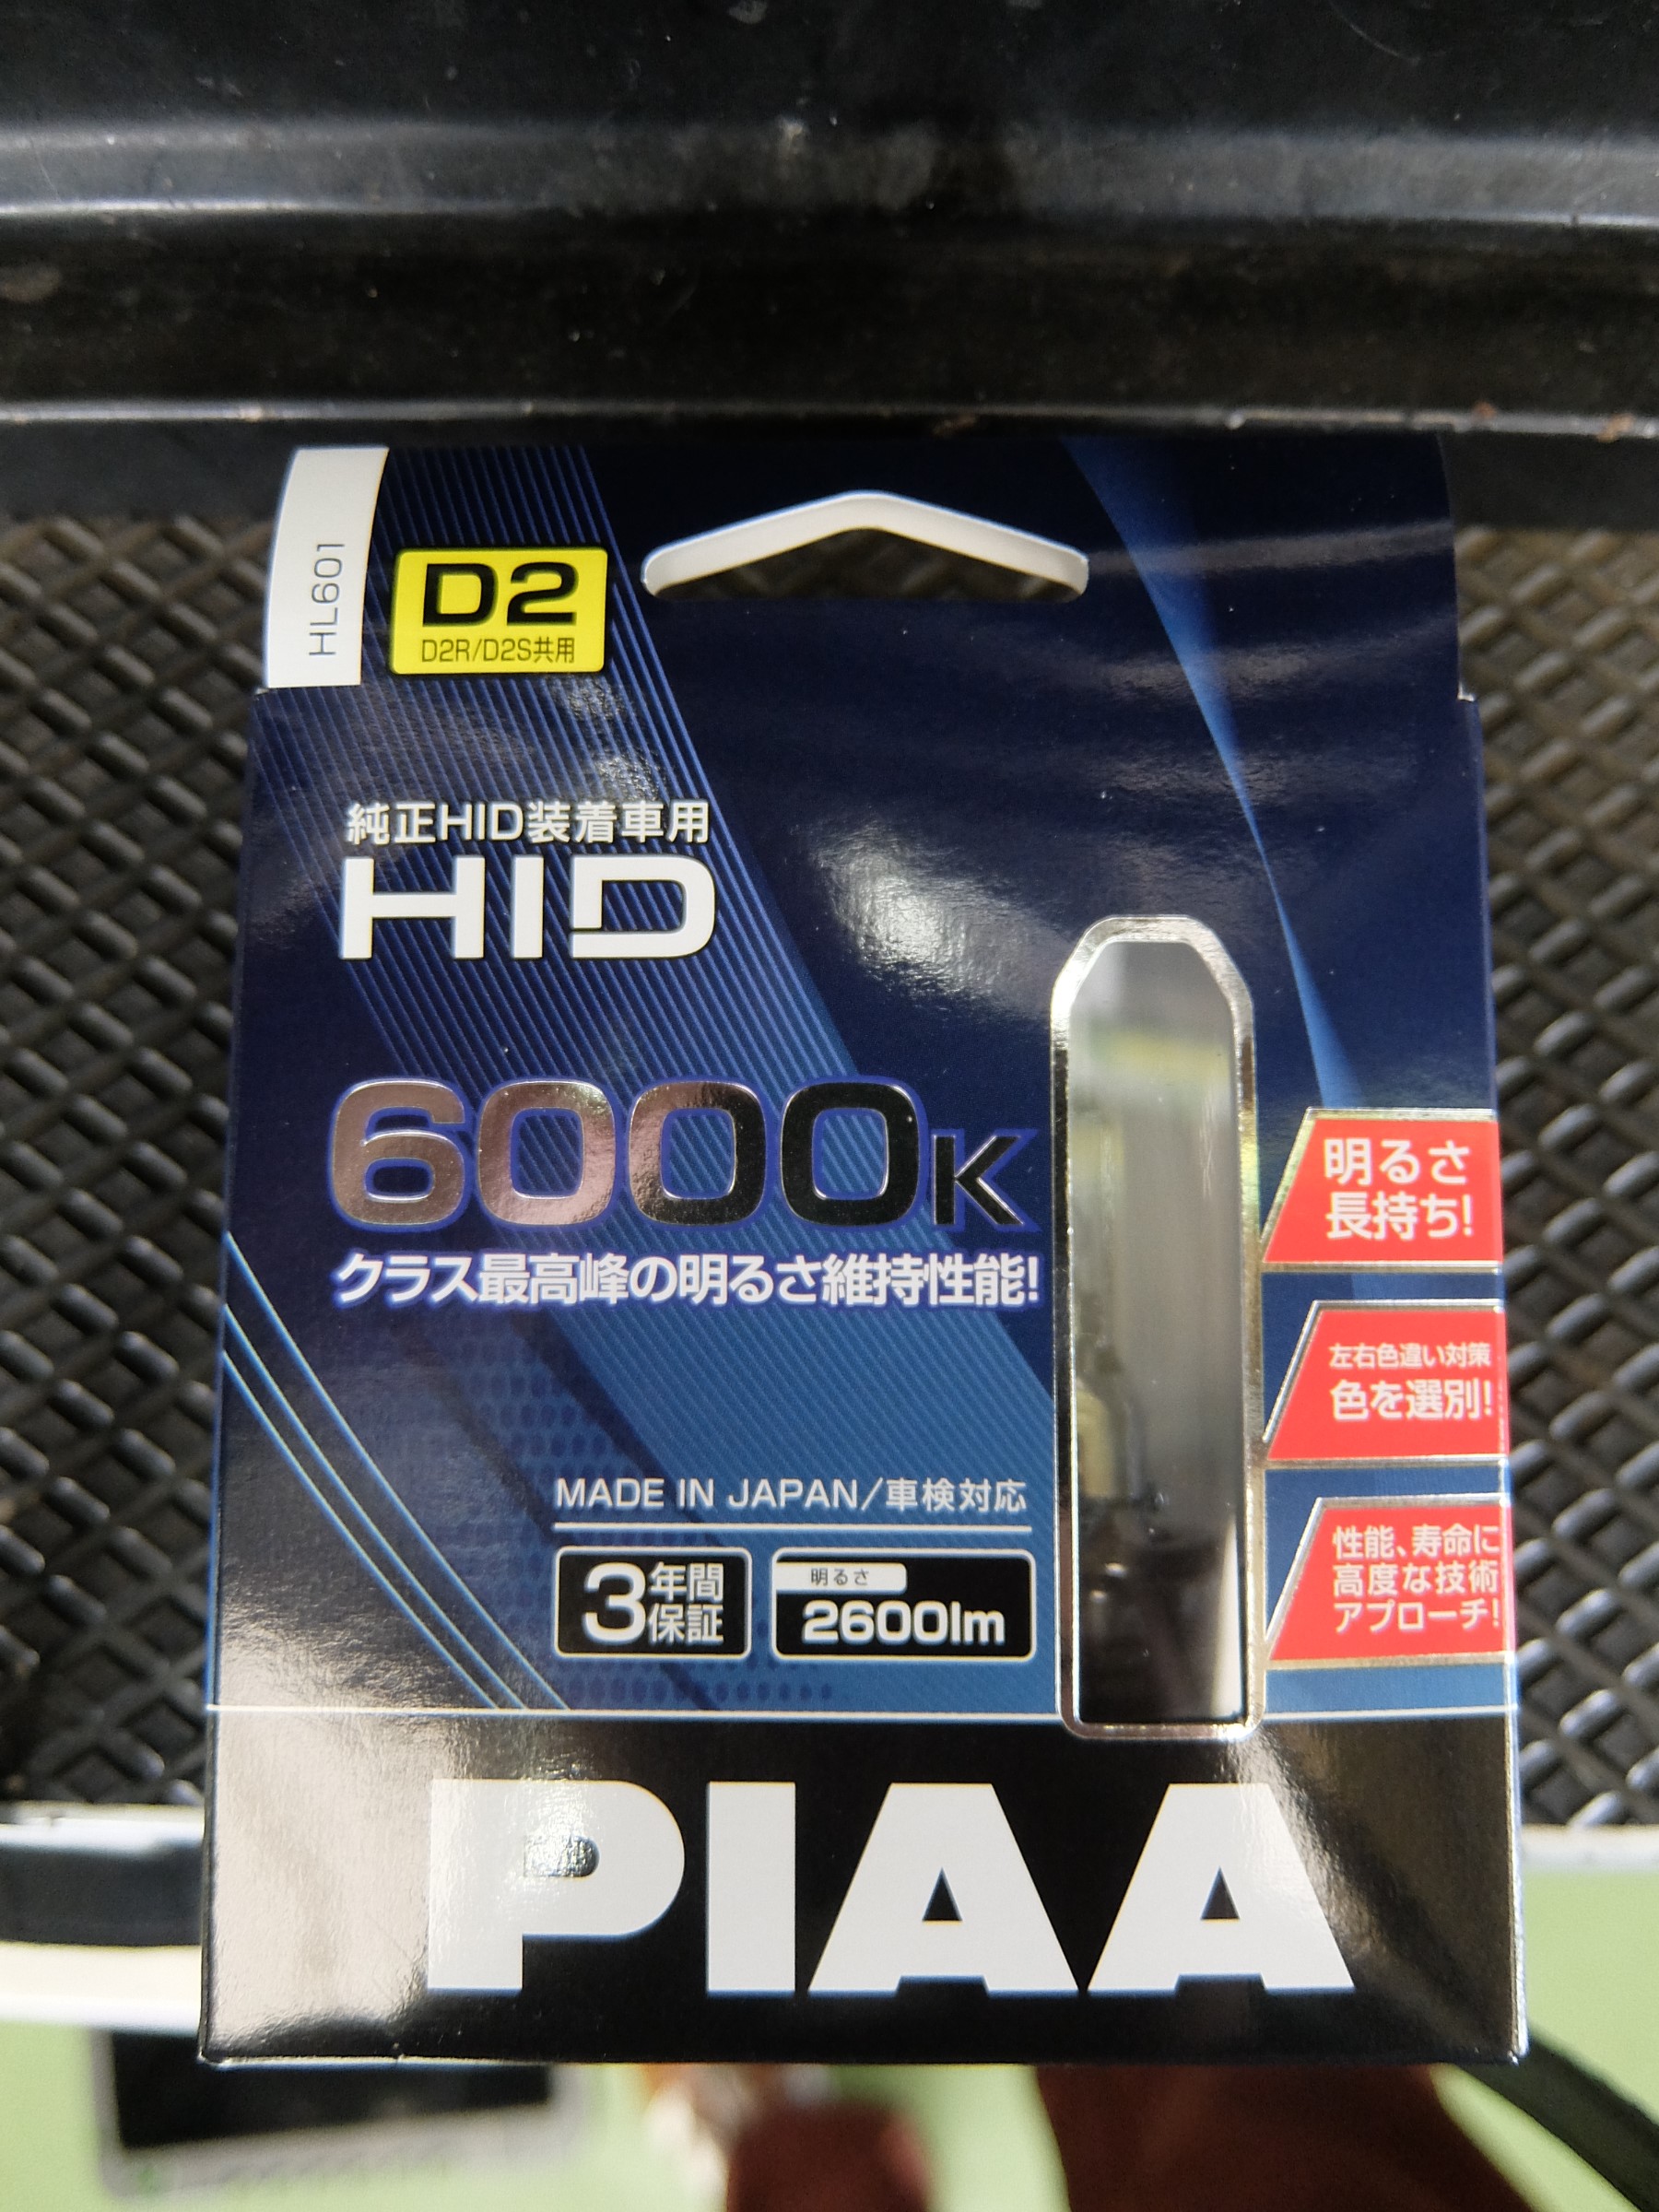 HL601
D2
D2R/D2S共用
純正HID装着車用
HID
6000K
クラス最高峰の明るさ維持性能!
明るさ
長持ち!
左右色違い対策
色を選別!
性能、寿命に
高度な技術
アプローチ!
MADE IN JAPAN/車検対応
3年間
保証
明るさ
2600lm
PIAA